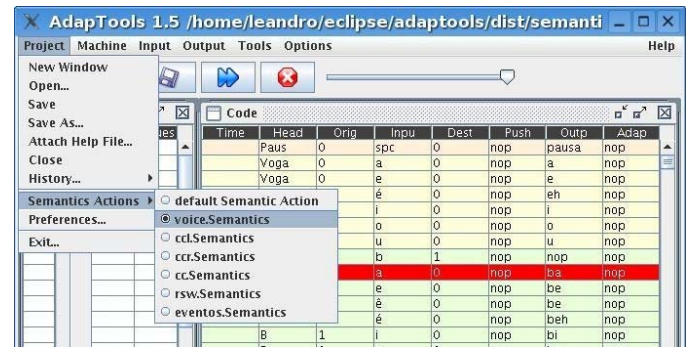 AdapTools 1.5 /home/leandro/eclipse/adaptools/dist/semanti
Project Machine Input Output Tools Options Help
New Window
Open...
Save
Save As...
Attach Help File...
Close
History...
Semantics Actions
Preferences...
Exit...
default Semantic Action
voice.Semantics
ccl.Semantics
ccr.Semantics
cc.Semantics
rsw.Semantics
eventos.Semantics
Code
Time Head Orig Inpu Dest Push Outp Adap
Paus 0 spc 0 nop pausa nop
Voga 0 a 0 nop a nop
Voga 0 e 0 nop e nop
é 0 nop eh nop
i 0 nop i nop
o 0 nop o nop
u 0 nop u nop
b 1 nop nop nop
a 0 nop ba nop
e 0 nop be nop
ê 0 nop be nop
é 0 nop beh nop
B 1 i 0 nop bi nop